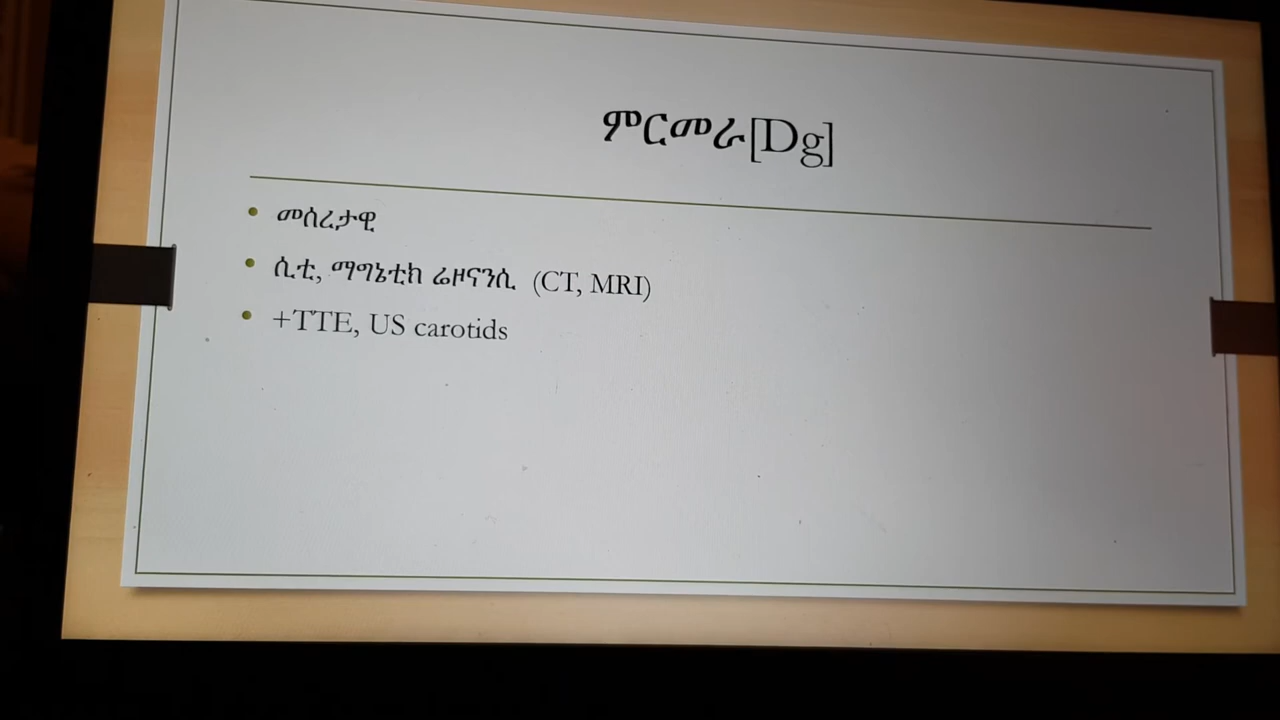 ምርመራ[Dg]
መሰረታዊ
ሲቲ, ማግኔቲክ ሬዞናንሲ (CT, MRI)
+TTE, US carotids